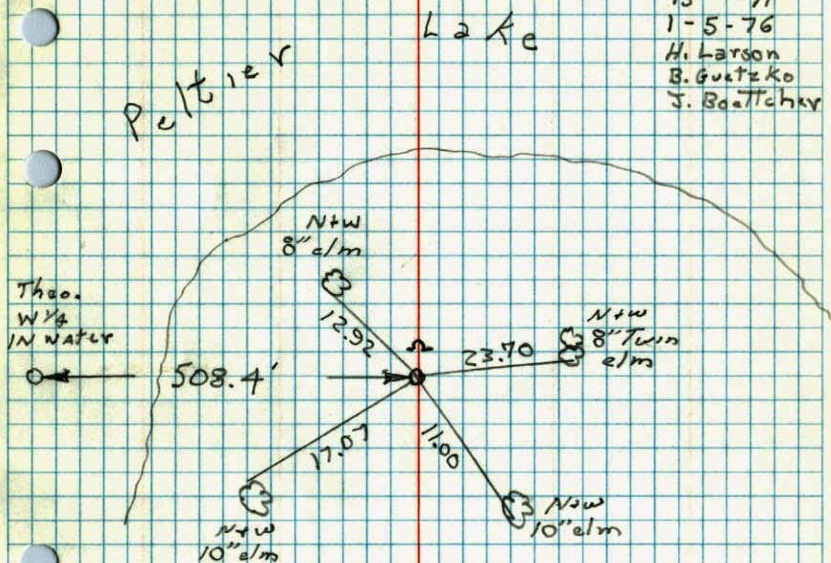 Lake
1-5-76
H. Larson
B. Guetzko
J. Boettcher
Peltier
N+W
8" elm
Theo.
W 1/4
IN WATER
12.92
N+W
8" Twin
elm
23.70
508.4'
17.07
11.00
N+W
10" elm
N+W
10" elm